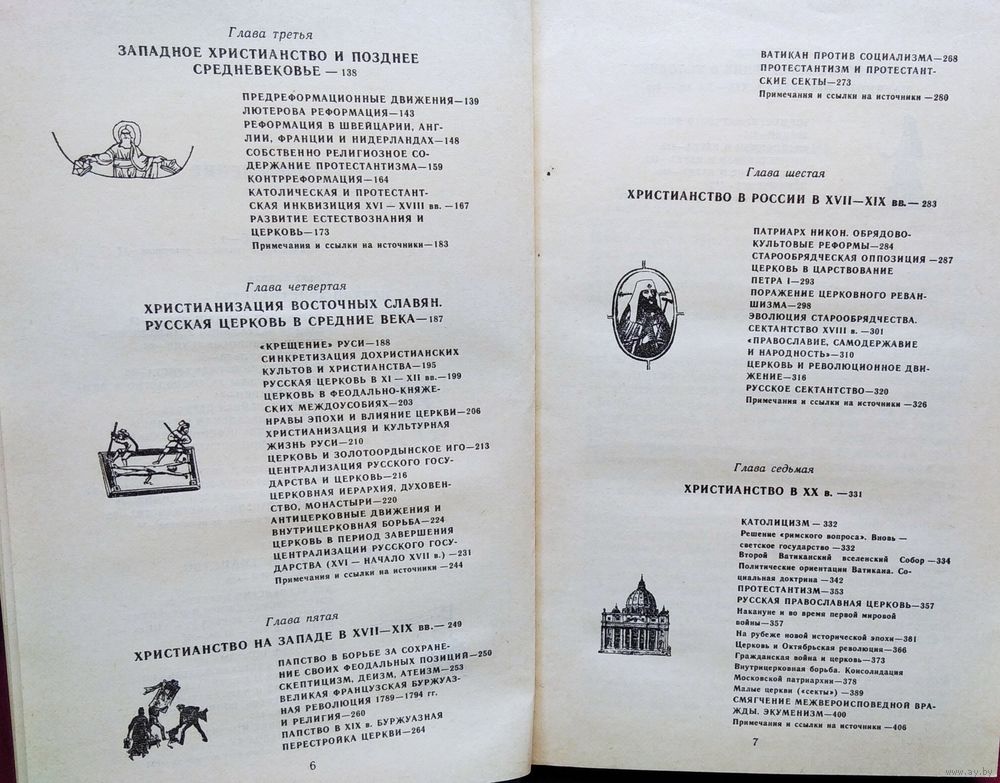 Глава третья
ЗАПАДНОЕ ХРИСТИАНСТВО И ПОЗДНЕЕ
СРЕДНЕВЕКОВЬЕ — 138
ПРЕДРЕФОРМАЦИОННЫЕ ДВИЖЕНИЯ—139
ЛЮТЕРОВА РЕФОРМАЦИЯ—143
РЕФОРМАЦИЯ В ШВЕЙЦАРИИ, АНГ-
ЛИИ, ФРАНЦИИ И НИДЕРЛАНДАХ—148
СОБСТВЕННО РЕЛИГИОЗНОЕ СО-
ДЕРЖАНИЕ ПРОТЕСТАНТИЗМА—159
КОНТРРЕФОРМАЦИЯ—164
КАТОЛИЧЕСКАЯ И ПРОТЕСТАНТ-
СКАЯ ИНКВИЗИЦИЯ XVI — XVIII вв. —167
РАЗВИТИЕ ЕСТЕСТВОЗНАНИЯ И
ЦЕРКОВЬ—173
Примечания и ссылки на источники—183
Глава четвертая
ХРИСТИАНИЗАЦИЯ ВОСТОЧНЫХ СЛАВЯН.
РУССКАЯ ЦЕРКОВЬ В СРЕДНИЕ ВЕКА—187
«КРЕЩЕНИЕ» РУСИ—188
СИНКРЕТИЗАЦИЯ ДОХРИСТИАНСКИХ
КУЛЬТОВ И ХРИСТИАНСТВА—195
РУССКАЯ ЦЕРКОВЬ В XI — XII вв.—199
ЦЕРКОВЬ В ФЕОДАЛЬНО-КНЯЖЕ-
СКИХ МЕЖДОУСОБИЯХ—203
НРАВЫ ЭПОХИ И ВЛИЯНИЕ ЦЕРКВИ—206
ХРИСТИАНИЗАЦИЯ И КУЛЬТУРНАЯ
ЖИЗНЬ РУСИ—210
ЦЕРКОВЬ И ЗОЛОТООРДЫНСКОЕ ИГО—213
ЦЕНТРАЛИЗАЦИЯ РУССКОГО ГОСУ-
ДАРСТВА И ЦЕРКОВЬ—216
ЦЕРКОВНАЯ ИЕРАРХИЯ, ДУХОВЕН-
СТВО, МОНАСТЫРИ—220
АНТИЦЕРКОВНЫЕ ДВИЖЕНИЯ И
ВНУТРИЦЕРКОВНАЯ БОРЬБА—224
ЦЕРКОВЬ В ПЕРИОД ЗАВЕРШЕНИЯ
ЦЕНТРАЛИЗАЦИИ РУССКОГО ГОСУ-
ДАРСТВА (XVI — НАЧАЛО XVII в.) —231
Примечания и ссылки на источники —244
Глава пятая
ХРИСТИАНСТВО НА ЗАПАДЕ В XVII—XIX вв.— 249
ПАПСТВО В БОРЬБЕ ЗА СОХРАНЕ-
НИЕ СВОИХ ФЕОДАЛЬНЫХ ПОЗИЦИЙ—250
СКЕПТИЦИЗМ, ДЕИЗМ, АТЕИЗМ—253
ВЕЛИКАЯ ФРАНЦУЗСКАЯ БУРЖУАЗ-
НАЯ РЕВОЛЮЦИЯ 1789—1794 гг.
И РЕЛИГИЯ—260
ПАПСТВО В XIX в. БУРЖУАЗНАЯ
ПЕРЕСТРОЙКА ЦЕРКВИ—264
6
ВАТИКАН ПРОТИВ СОЦИАЛИЗМА—268
ПРОТЕСТАНТИЗМ И ПРОТЕСТАНТ-
СКИЕ СЕКТЫ—273
Примечания и ссылки на источники —280
Глава шестая
ХРИСТИАНСТВО В РОССИИ В XVII—XIX вв.— 283
ПАТРИАРХ НИКОН. ОБРЯДОВО-
КУЛЬТОВЫЕ РЕФОРМЫ—284
СТАРООБРЯДЧЕСКАЯ ОППОЗИЦИЯ —287
ЦЕРКОВЬ В ЦАРСТВОВАНИЕ
ПЕТРА I—293
ПОРАЖЕНИЕ ЦЕРКОВНОГО РЕВАН-
ШИЗМА—298
ЭВОЛЮЦИЯ СТАРООБРЯДЧЕСТВА.
СЕКТАНТСТВО XVIII в. —301
«ПРАВОСЛАВИЕ, САМОДЕРЖАВИЕ
И НАРОДНОСТЬ»—310
ЦЕРКОВЬ И РЕВОЛЮЦИОННОЕ ДВИ-
ЖЕНИЕ—316
РУССКОЕ СЕКТАНТСТВО—320
Примечания и ссылки на источники —326
Глава седьмая
ХРИСТИАНСТВО В XX в. —331
КАТОЛИЦИЗМ — 332
Решение «римского вопроса». Вновь —
светское государство —332
Второй Ватиканский вселенский Собор —334
Политические ориентации Ватикана. Со-
циальная доктрина —342
ПРОТЕСТАНТИЗМ—353
РУССКАЯ ПРАВОСЛАВНАЯ ЦЕРКОВЬ—357
Накануне и во время первой мировой
войны—357
На рубеже новой исторической эпохи—381
Церковь и Октябрьская революция—366
Гражданская война и церковь—373
Внутрицерковная борьба. Консолидация
Московской патриархии—378
Малые церкви («секты») —389
СМЯГЧЕНИЕ МЕЖВЕРОИСПОВЕДНОЙ ВРА-
ЖДЫ. ЭКУМЕНИЗМ—400
Примечания и ссылки на источники —406
7
www.ay.by